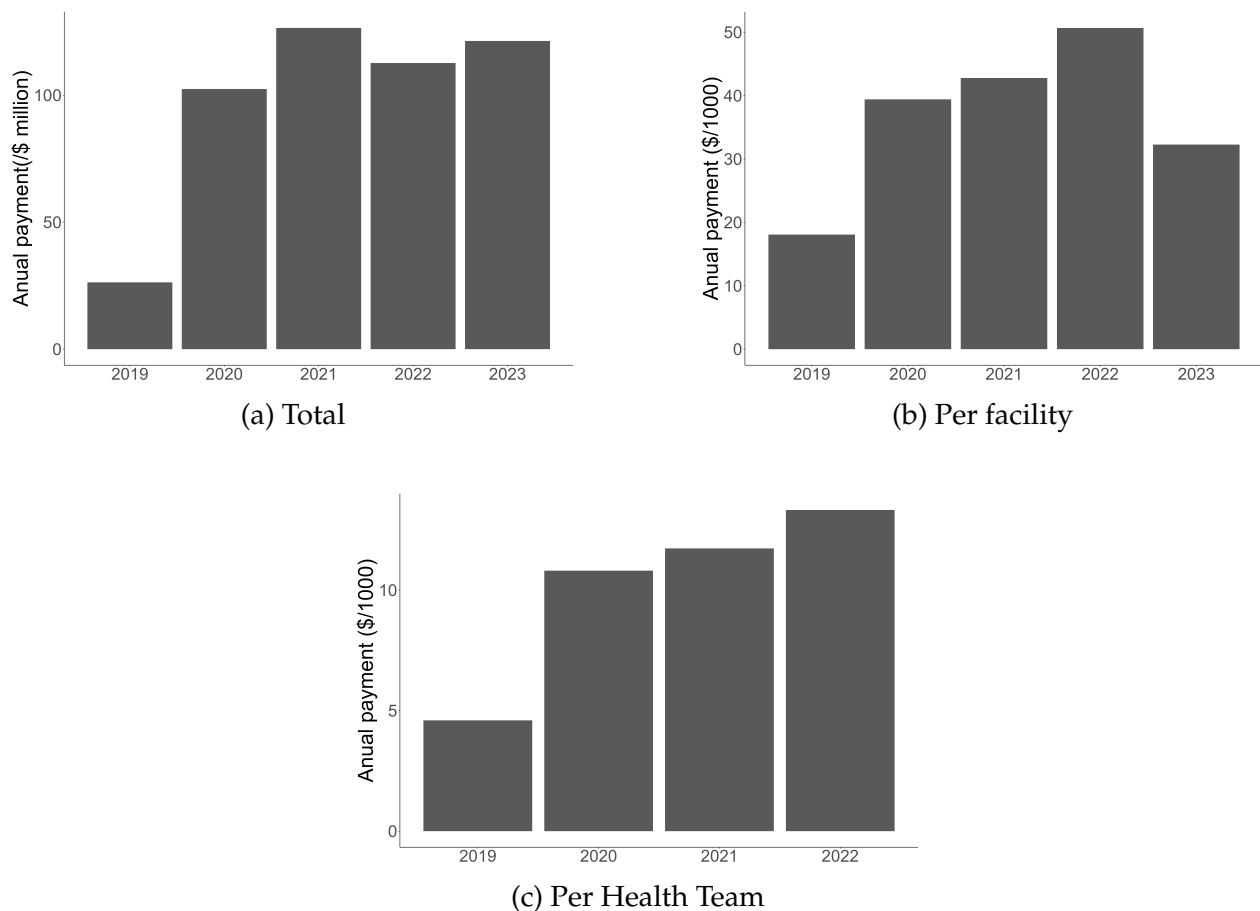 Anual payment(/$ million)
100
50
0
2019 2020 2021 2022 2023
(a) Total
Anual payment ($/1000)
50
40
30
20
10
0
2019 2020 2021 2022 2023
(b) Per facility
Anual payment ($/1000)
10
5
0
2019 2020 2021 2022
(c) Per Health Team